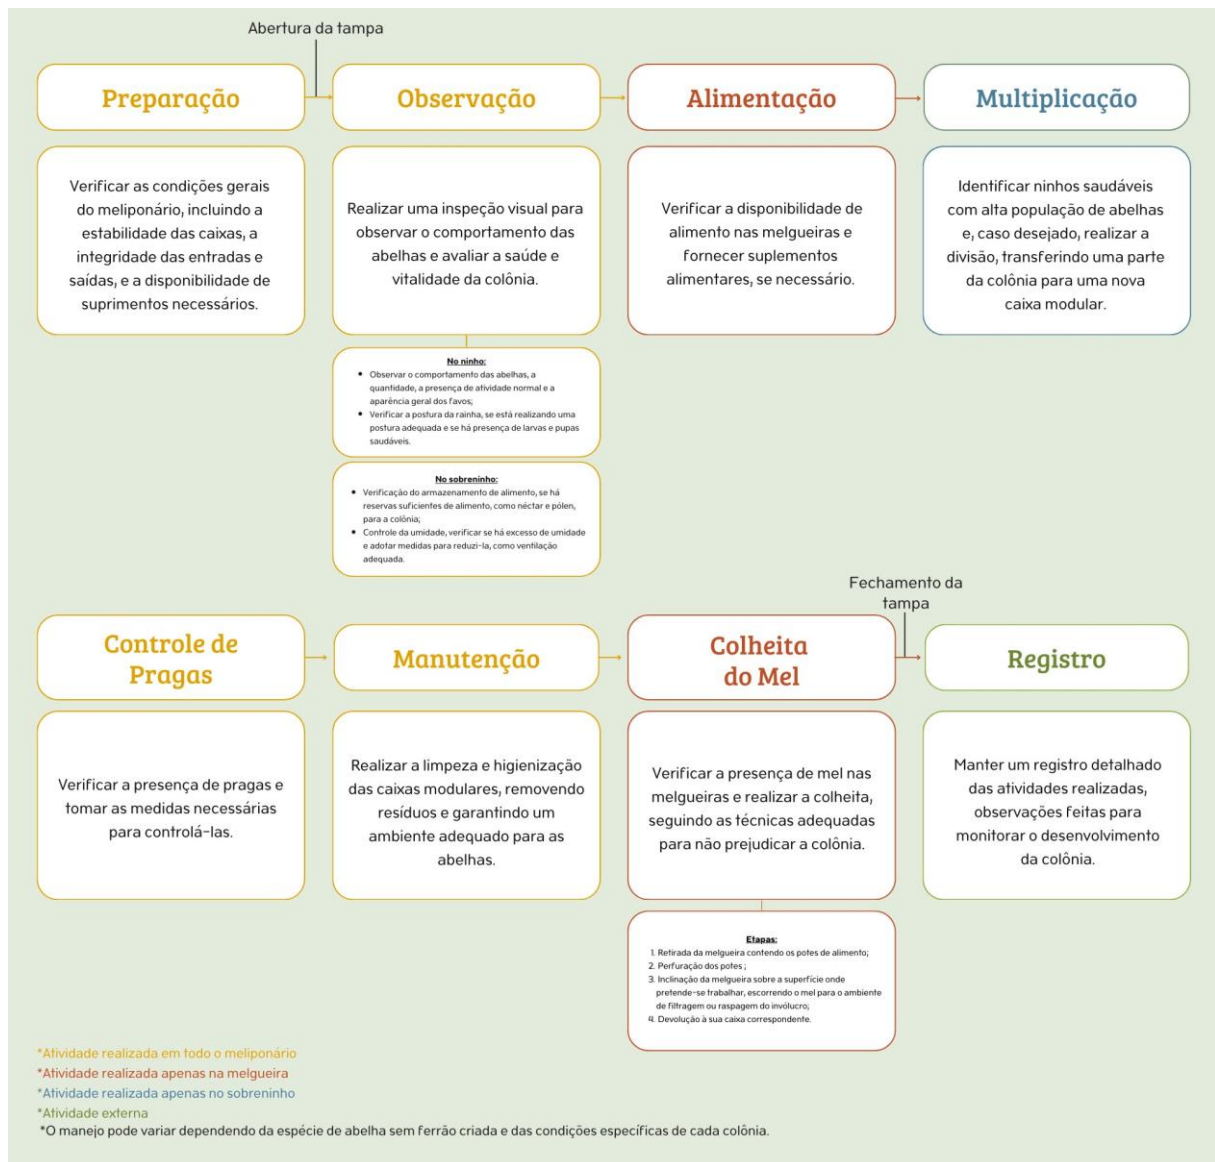 Abertura da tampa
Preparação
Observação
Alimentação
Multiplicação
Verificar as condições gerais
do meliponário, incluindo a
estabilidade das caixas, a
integridade das entradas e
saídas, e a disponibilidade de
suprimentos necessários.
Realizar uma inspeção visual para
observar o comportamento das
abelhas e avaliar a saúde e
vitalidade da colônia.
Verificar a disponibilidade de
alimento nas melgueiras e
fornecer suplementos
alimentares, se necessário.
Identificar ninhos saudáveis
com alta população de abelhas
e, caso desejado, realizar a
divisão, transferindo uma parte
da colônia para uma nova
caixa modular.
No ninho:
• Observar o comportamento das abelhas, a
quantidade, a presença de atividade normal e a
aparência geral dos favos;
• Verificar a postura da rainha, se está realizando uma
postura adequada e se há presença de larvas e pupas
saudáveis.
No sobreninho:
• Verificação do armazenamento de alimento, se há
reservas suficientes de alimento, como néctar e pólen,
para a colônia;
• Controle da umidade, verificar se há excesso de umidade
e adotar medidas para reduzi-la, como ventilação
adequada.
Fechamento da
tampa
Controle de
Pragas
Manutenção
Colheita
do Mel
Registro
Verificar a presença de pragas e
tomar as medidas necessárias
para controlá-las.
Realizar a limpeza e higienização
das caixas modulares, removendo
resíduos e garantindo um
ambiente adequado para as
abelhas.
Verificar a presença de mel nas
melgueiras e realizar a colheita,
seguindo as técnicas adequadas
para não prejudicar a colônia.
Manter um registro detalhado
das atividades realizadas,
observações feitas para
monitorar o desenvolvimento
da colônia.
Etapas:
1. Retirada da melgueira contendo os potes de alimento;
2. Perfuração dos potes ;
3. Inclinação da melgueira sobre a superfície onde
pretende-se trabalhar, escorrendo o mel para o ambiente
de filtragem ou raspagem do invólucro;
4. Devolução à sua caixa correspondente.
*Atividade realizada em todo o meliponário
*Atividade realizada apenas na melgueira
*Atividade realizada apenas no sobreninho
*Atividade externa
*O manejo pode variar dependendo da espécie de abelha sem ferrão criada e das condições específicas de cada colônia.